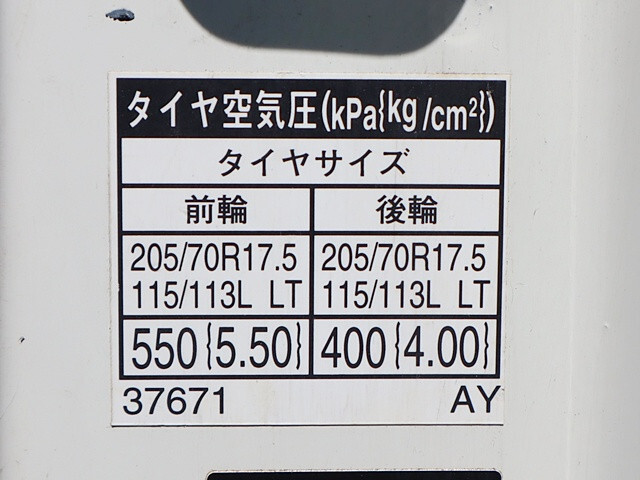 タイヤ空気圧(kPa{kg/cm²})
タイヤサイズ
前輪 後輪
205/70R17.5 205/70R17.5
115/113L LT 115/113L LT
550{5.50} 400{4.00}
37671 AY